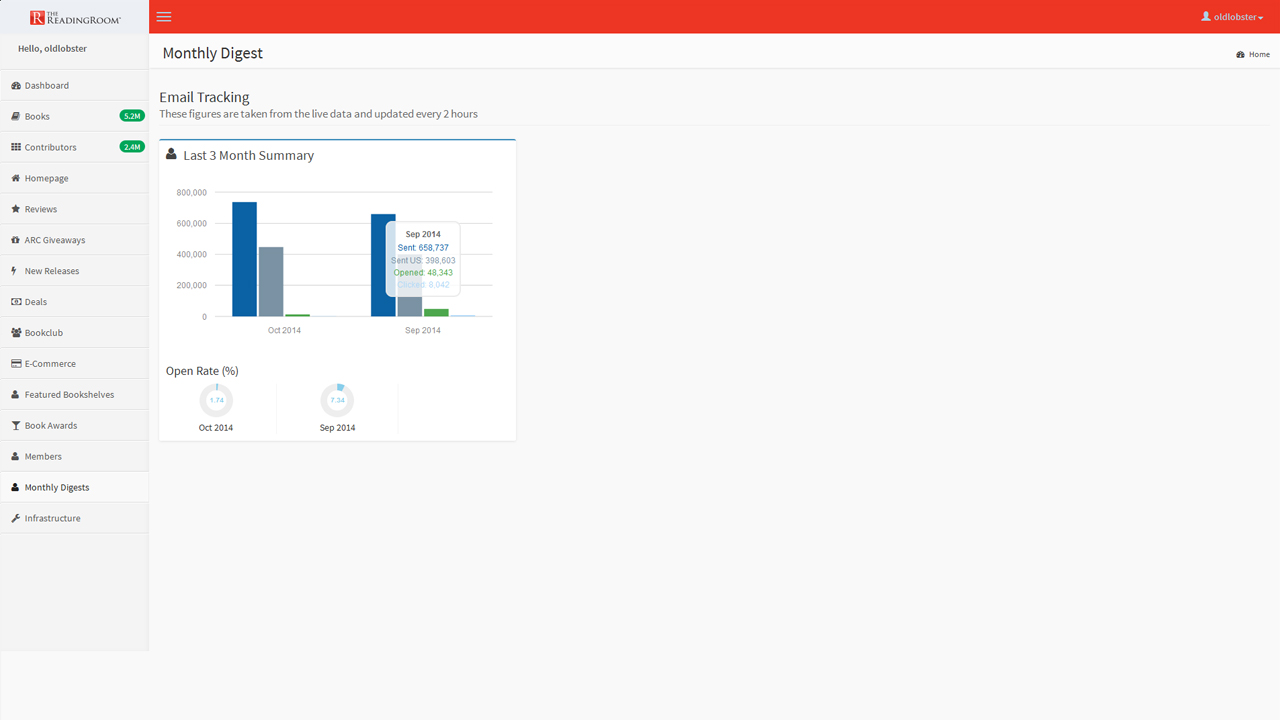 THE
READINGROOM
oldlobster
Hello, oldlobster
Monthly Digest
Home
Dashboard
Books 5.2M
Contributors 2.4M
Homepage
Reviews
ARC Giveaways
New Releases
Deals
Bookclub
E-Commerce
Featured Bookshelves
Book Awards
Members
Monthly Digests
Infrastructure
Email Tracking
These figures are taken from the live data and updated every 2 hours
Last 3 Month Summary
800,000
600,000
400,000
200,000
0
Sep 2014
Sent: 658,737
Sent US: 398,603
Opened: 48,343
Clicked: 8,042
Oct 2014
Sep 2014
Open Rate (%)
1.74
7.34
Oct 2014
Sep 2014